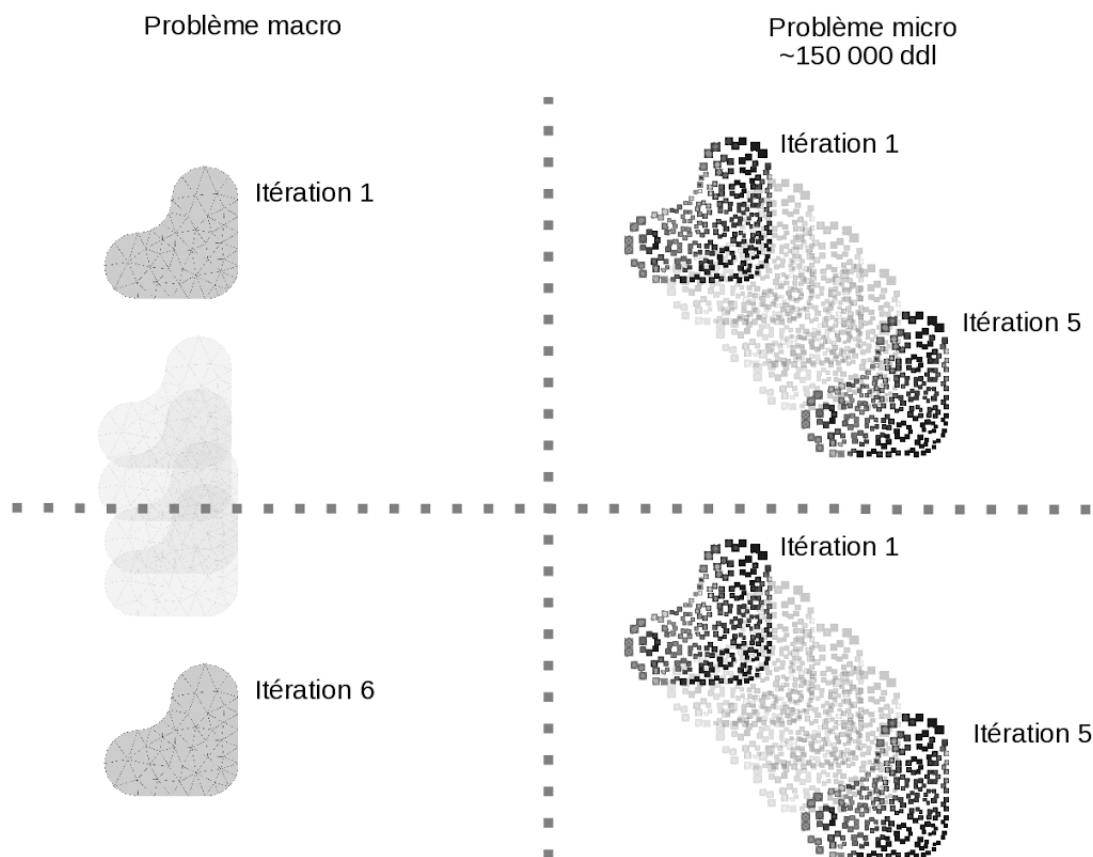 Problème macro
Problème micro
~150 000 ddl
Itération 1
Itération 1
Itération 5
Itération 1
Itération 6
Itération 5